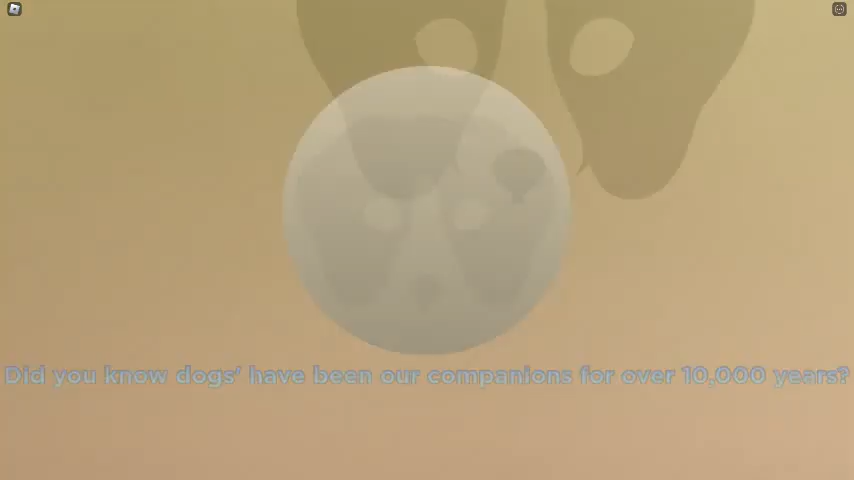 Did you know dogs’ have been our companions for over 10,000 years?